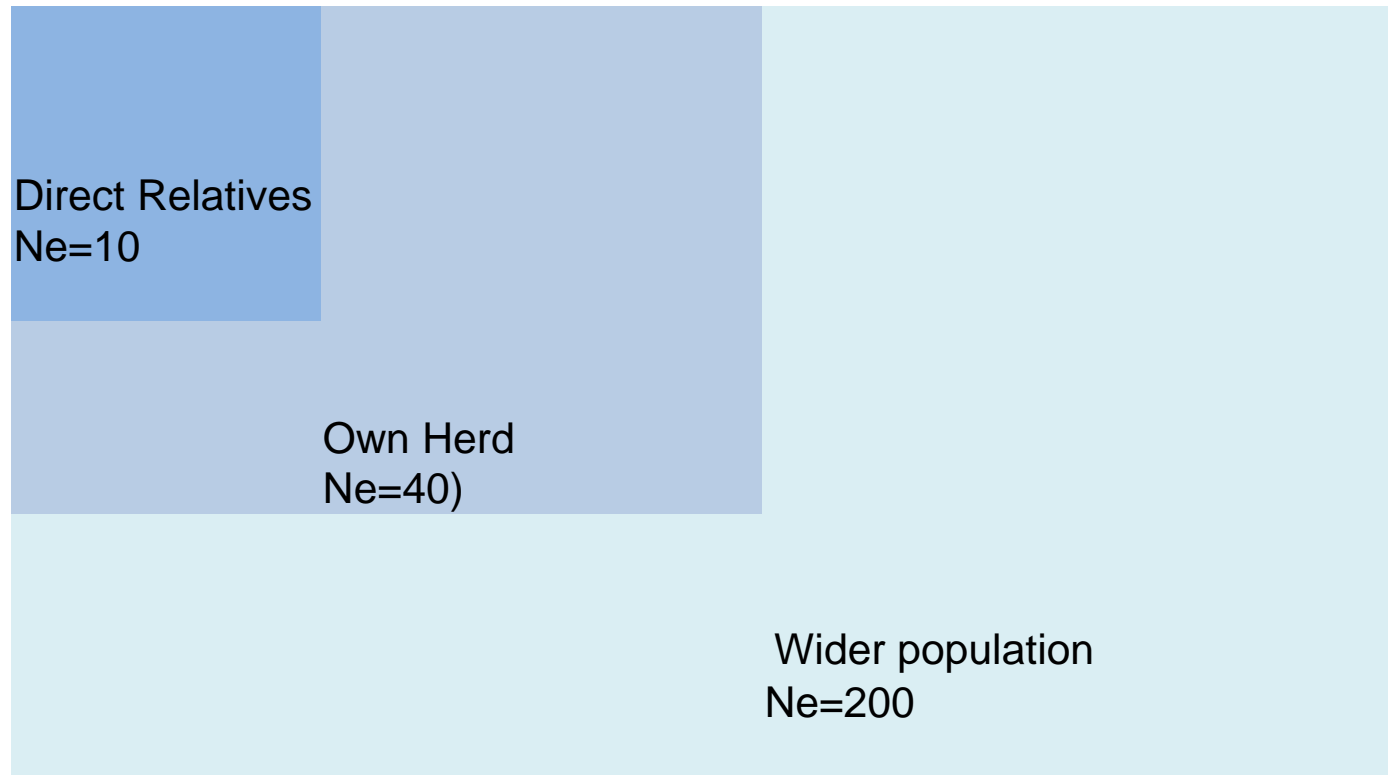 Direct Relatives
Ne=10
Own Herd
Ne=40)
Wider population
Ne=200